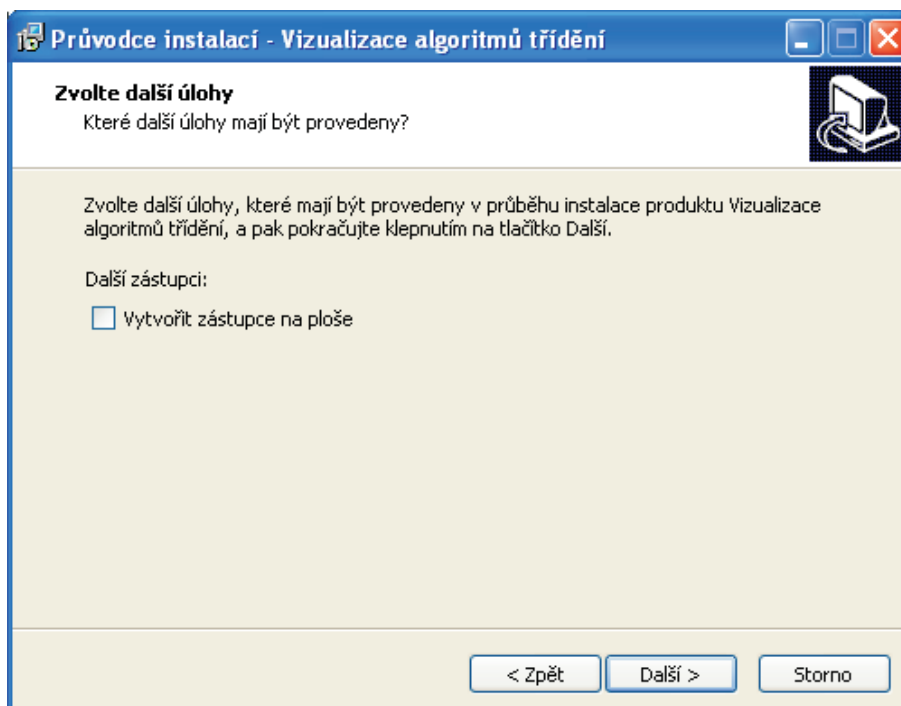 Průvodce instalací - Vizualizace algoritmů třídění
Zvolte další úlohy
Které další úlohy mají být provedeny?
Zvolte další úlohy, které mají být provedeny v průběhu instalace produktu Vizualizace
algoritmů třídění, a pak pokračujte klepnutím na tlačítko Další.
Další zástupci:
Vytvořit zástupce na ploše
< Zpět
Další >
Storno